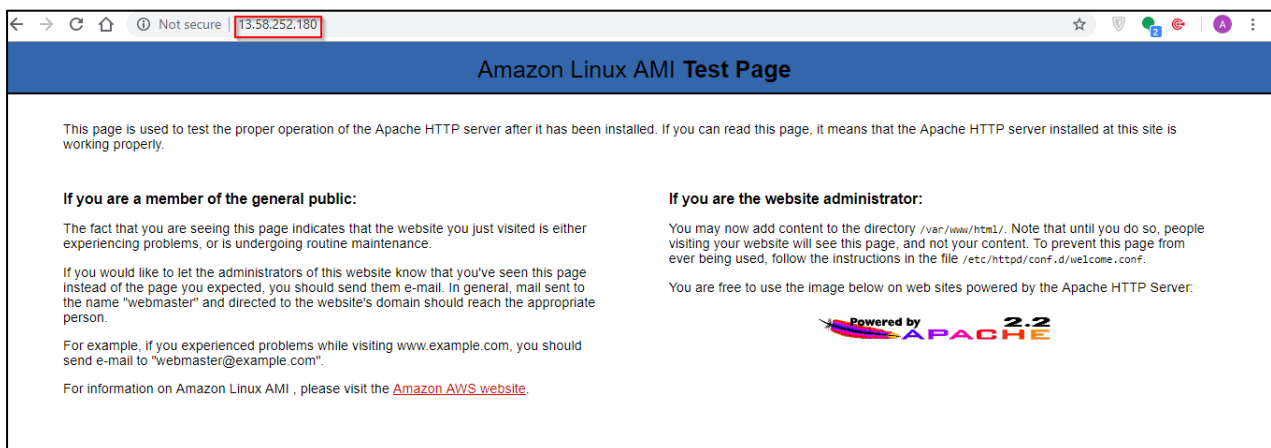 Not secure | 13.58.252.180
2
A
Amazon Linux AMI Test Page
This page is used to test the proper operation of the Apache HTTP server after it has been installed. If you can read this page, it means that the Apache HTTP server installed at this site is
working properly.
If you are a member of the general public:
The fact that you are seeing this page indicates that the website you just visited is either
experiencing problems, or is undergoing routine maintenance.
If you would like to let the administrators of this website know that you've seen this page
instead of the page you expected, you should send them e-mail. In general, mail sent to
the name "webmaster" and directed to the website's domain should reach the appropriate
person.
For example, if you experienced problems while visiting www.example.com, you should
send e-mail to "webmaster@example.com".
For information on Amazon Linux AMI , please visit the Amazon AWS website.
If you are the website administrator:
You may now add content to the directory /var/www/html/. Note that until you do so, people
visiting your website will see this page, and not your content. To prevent this page from
ever being used, follow the instructions in the file /etc/httpd/conf.d/welcome.conf.
You are free to use the image below on web sites powered by the Apache HTTP Server:
Powered by 2.2
APACHE